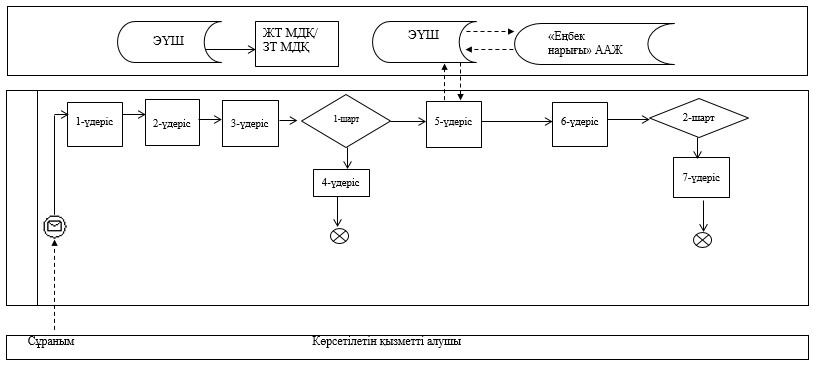 ЭҮШ
ЖТ МДҚ/
ЗТ МДҚ
ЭҮШ
«Еңбек
нарығы» ААЖ
1-үдеріс
2-үдеріс
3-үдеріс
1-шарт
5-үдеріс
6-үдеріс
2-шарт
4-үдеріс
7-үдеріс
Сұраным
Көрсетілетін қызметті алушы